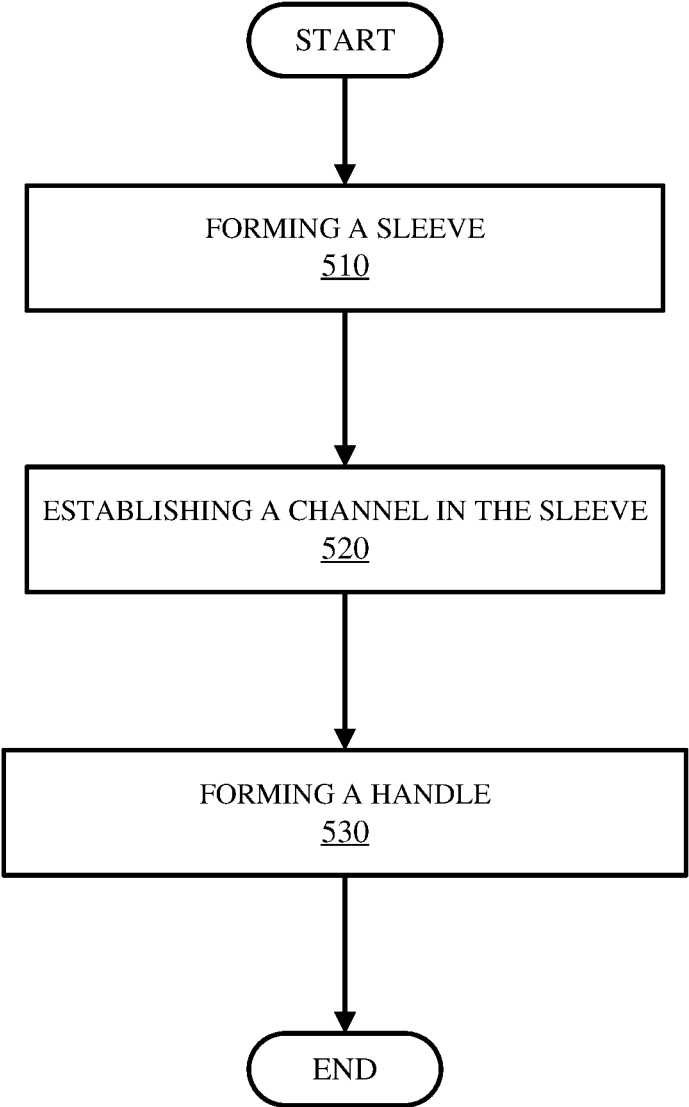 START
FORMING A SLEEVE
510
ESTABLISHING A CHANNEL IN THE SLEEVE
520
FORMING A HANDLE
530
END